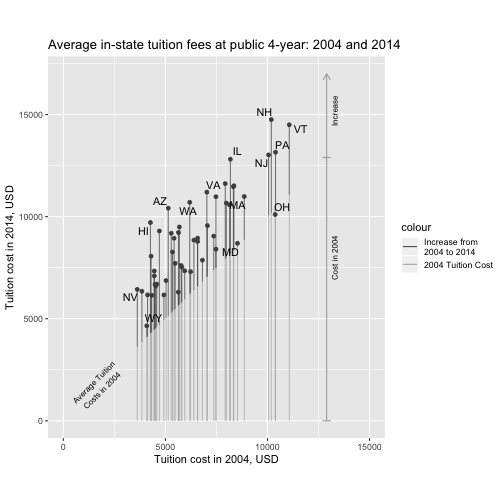 Average in-state tuition fees at public 4-year: 2004 and 2014
Tuition cost in 2014, USD
15000
10000
5000
0
NH
VT
PA
NJ
IL
VA
AZ
WA
MA
OH
HI
MD
NV
WY
Increase
Cost in 2004
Average Tuition
Costs in 2004
0
5000
10000
15000
Tuition cost in 2004, USD
colour
Increase from
2004 to 2014
2004 Tuition Cost